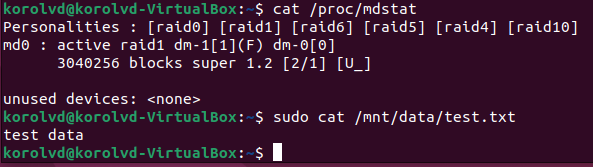 korolvd@korolvd-VirtualBox:~$ cat /proc/mdstat
Personalities : [raid0] [raid1] [raid6] [raid5] [raid4] [raid10]
md0 : active raid1 dm-1[1](F) dm-0[0]
      3040256 blocks super 1.2 [2/1] [U_]

unused devices: <none>
korolvd@korolvd-VirtualBox:~$ sudo cat /mnt/data/test.txt
test data
korolvd@korolvd-VirtualBox:~$